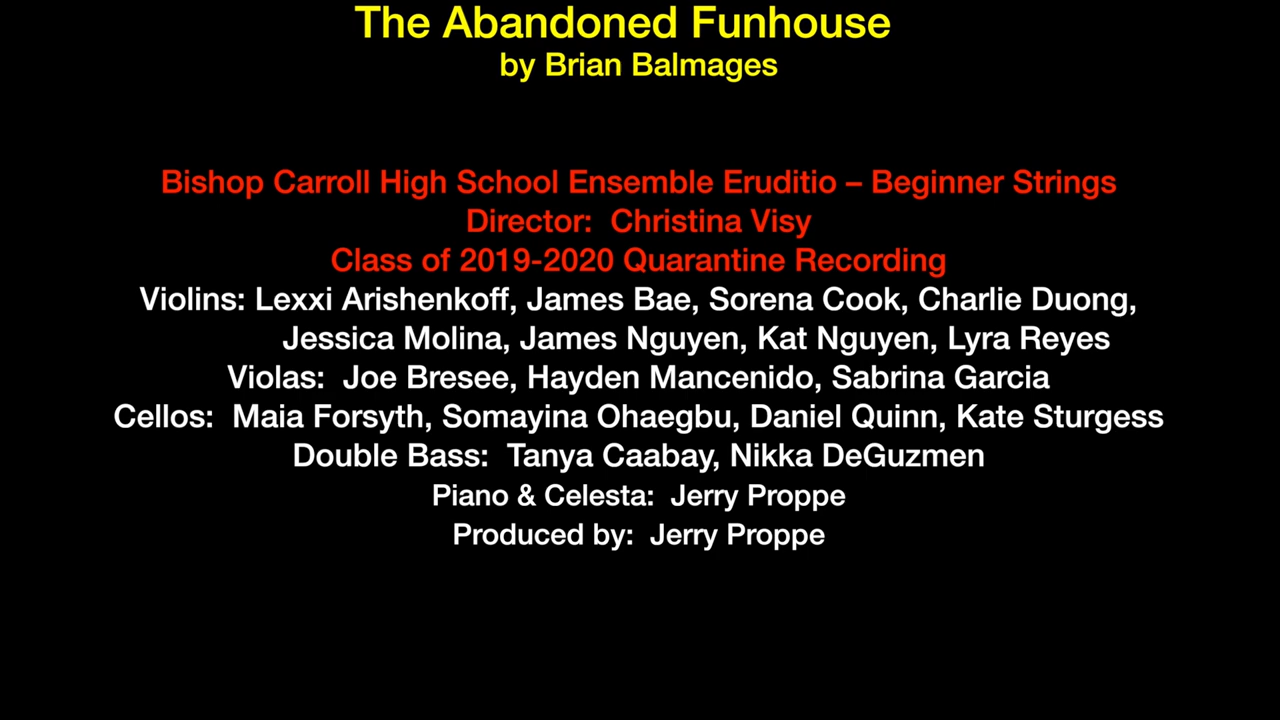 The Abandoned Funhouse
by Brian Balmages
Bishop Carroll High School Ensemble Eruditio – Beginner Strings
Director: Christina Visy
Class of 2019-2020 Quarantine Recording
Violins: Lexxi Arishenkoff, James Bae, Sorena Cook, Charlie Duong,
Jessica Molina, James Nguyen, Kat Nguyen, Lyra Reyes
Violas: Joe Bresee, Hayden Mancenido, Sabrina Garcia
Cellos: Maia Forsyth, Somayina Ohaegbu, Daniel Quinn, Kate Sturgess
Double Bass: Tanya Caabay, Nikka DeGuzmen
Piano & Celesta: Jerry Proppe
Produced by: Jerry Proppe